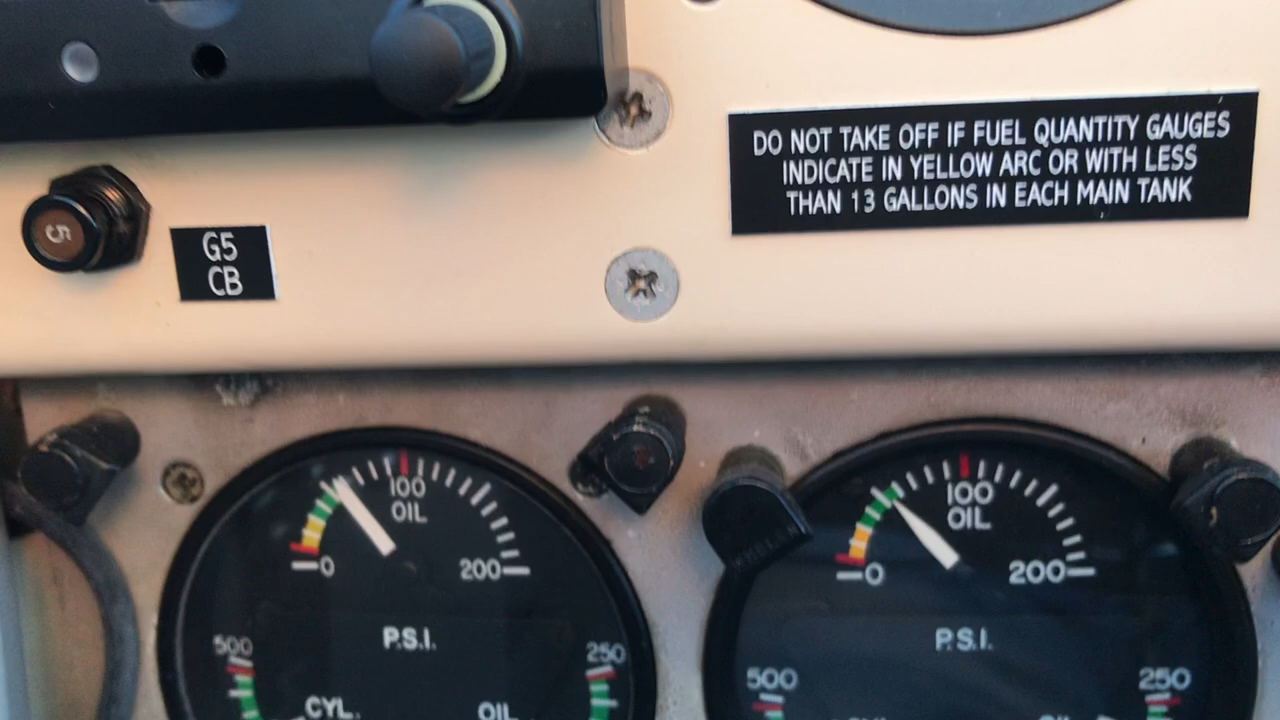 DO NOT TAKE OFF IF FUEL QUANTITY GAUGES
INDICATE IN YELLOW ARC OR WITH LESS
THAN 13 GALLONS IN EACH MAIN TANK
5
G5
CB
100
OIL
0
200
P.S.I.
500
250
CYL.
OIL
100
OIL
0
200
P.S.I.
500
250